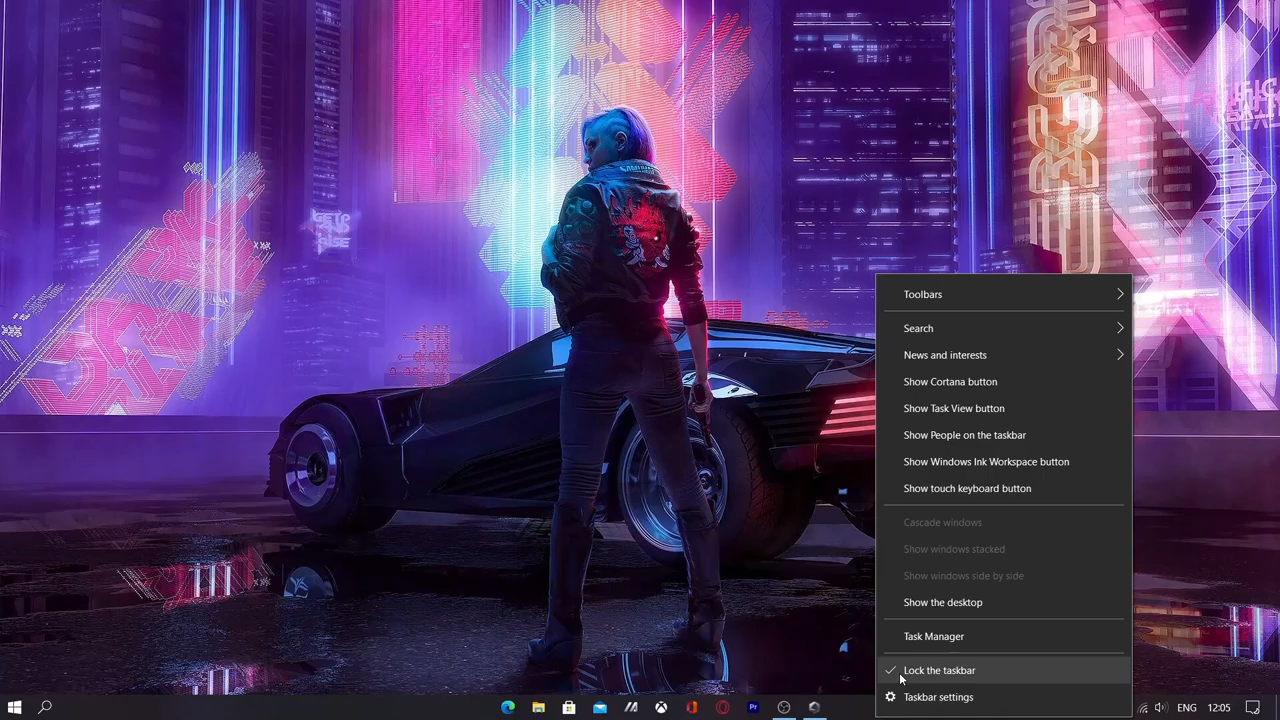 Toolbars
Search
News and interests
Show Cortana button
Show Task View button
Show People on the taskbar
Show Windows Ink Workspace button
Show touch keyboard button
Cascade windows
Show windows stacked
Show windows side by side
Show the desktop
Task Manager
Lock the taskbar
Taskbar settings
Pr
ENG
12:05